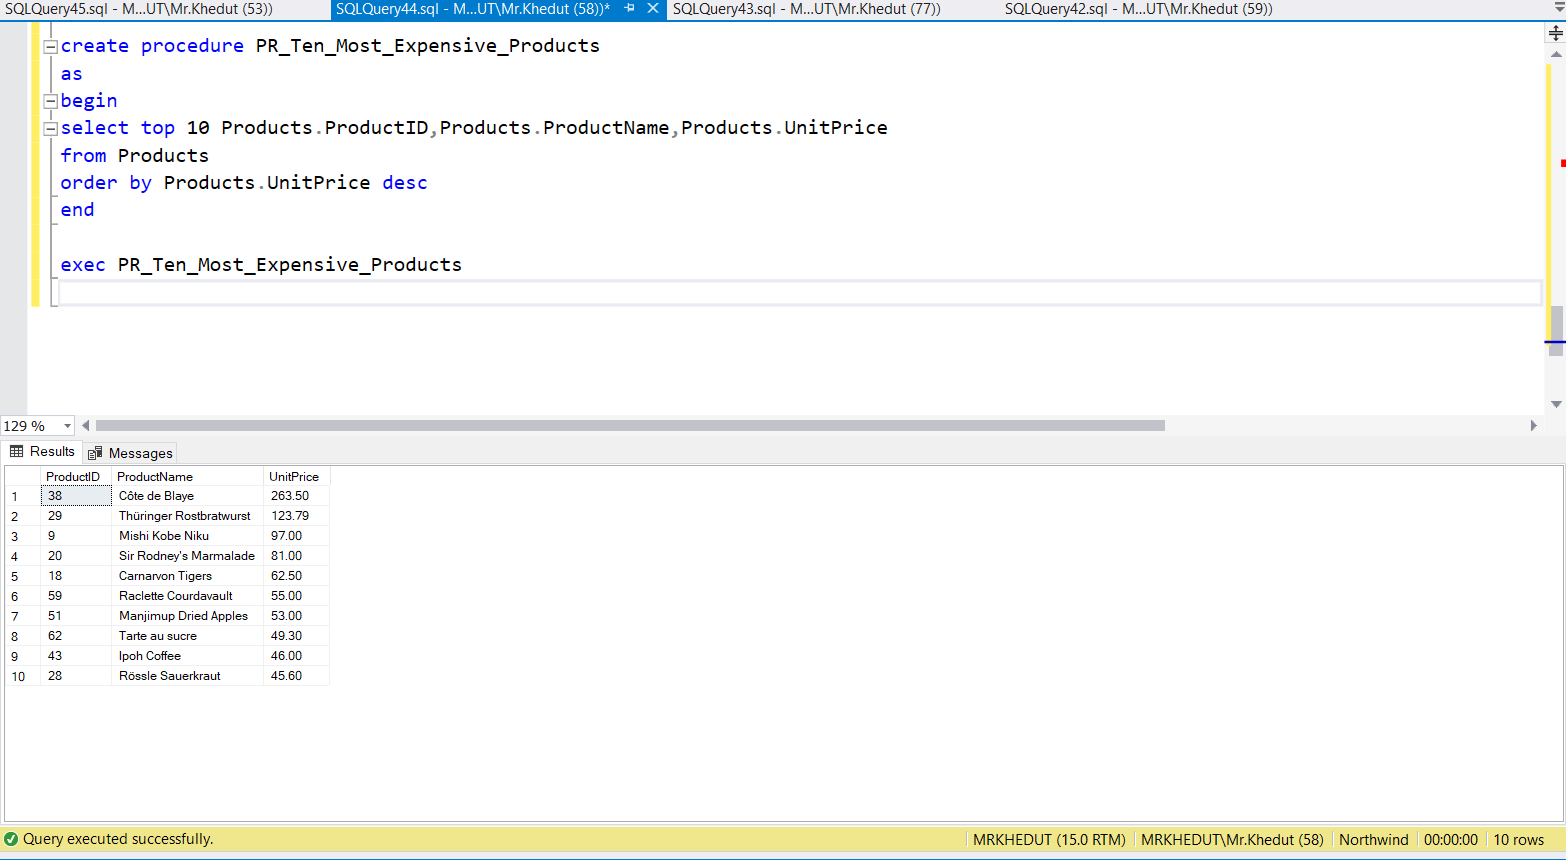 SQLQuery45.sql - M...UT\Mr.Khedut (53)) SQLQuery44.sql - M...UT\Mr.Khedut (58))* SQLQuery43.sql - M...UT\Mr.Khedut (77)) SQLQuery42.sql - M...UT\Mr.Khedut (59))
create procedure PR_Ten_Most_Expensive_Products
as
begin
select top 10 Products.ProductID,Products.ProductName,Products.UnitPrice
from Products
order by Products.UnitPrice desc
end
exec PR_Ten_Most_Expensive_Products
129 %
Results Messages
ProductID ProductName UnitPrice
1 38 Côte de Blaye 263.50
2 29 Thüringer Rostbratwurst 123.79
3 9 Mishi Kobe Niku 97.00
4 20 Sir Rodney's Marmalade 81.00
5 18 Carnarvon Tigers 62.50
6 59 Raclette Courdavault 55.00
7 51 Manjimup Dried Apples 53.00
8 62 Tarte au sucre 49.30
9 43 Ipoh Coffee 46.00
10 28 Rössle Sauerkraut 45.60
Query executed successfully. MRKHEDUT (15.0 RTM) MRKHEDUT\Mr.Khedut (58) Northwind 00:00:00 10 rows